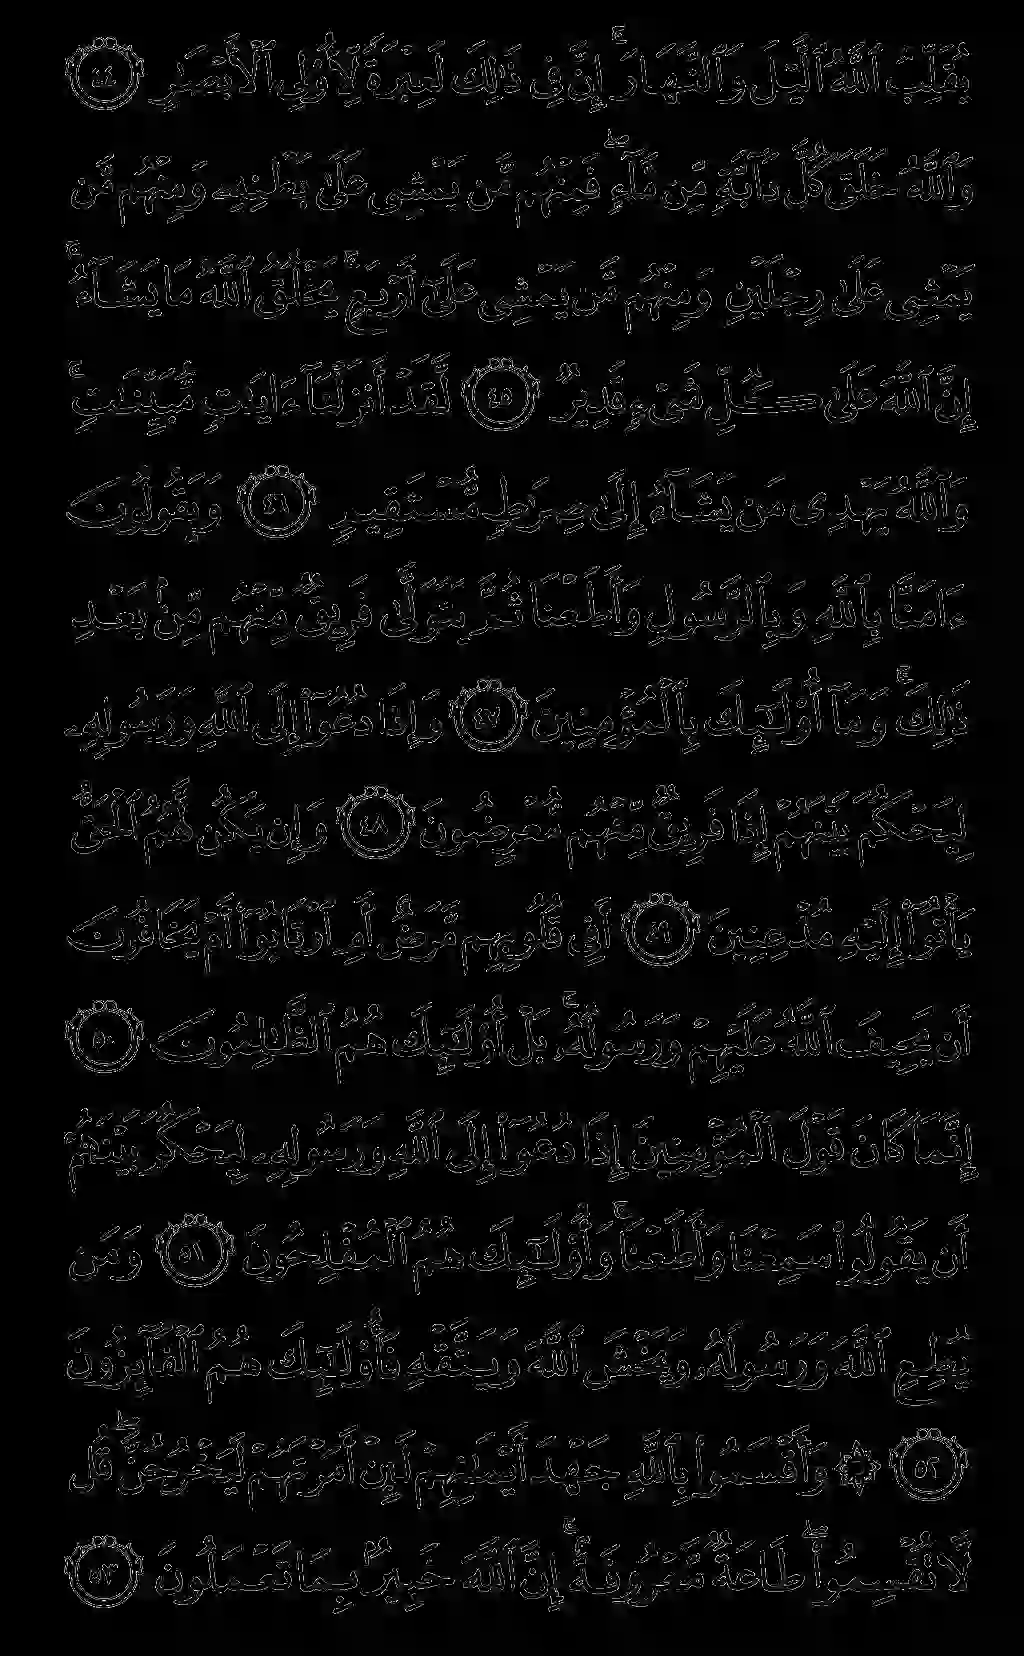 يُقَلِّبُ ٱللَّهُ ٱلَّيْلَ وَٱلنَّهَارَ ۚ إِنَّ فِى ذَٰلِكَ لَعِبْرَةً لِّأُو۟لِى ٱلْأَبْصَـٰرِ ٤٤
وَٱللَّهُ خَلَقَ كُلَّ دَآبَّةٍ مِّن مَّآءٍ ۖ فَمِنْهُم مَّن يَمْشِى عَلَىٰ بَطْنِهِۦ وَمِنْهُم مَّن
يَمْشِى عَلَىٰ رِجْلَيْنِ وَمِنْهُم مَّن يَمْشِى عَلَىٰٓ أَرْبَعٍ ۚ يَخْلُقُ ٱللَّهُ مَا يَشَآءُ ۚ
إِنَّ ٱللَّهَ عَلَىٰ كُلِّ شَىْءٍ قَدِيرٌ ٤٥ لَّقَدْ أَنزَلْنَآ ءَايَـٰتٍ مُّبَيِّنَـٰتٍ ۚ
وَٱللَّهُ يَهْدِى مَن يَشَآءُ إِلَىٰ صِرَٰطٍ مُّسْتَقِيمٍ ٤٦ وَيَقُولُونَ
ءَامَنَّا بِٱللَّهِ وَبِٱلرَّسُولِ وَأَطَعْنَا ثُمَّ يَتَوَلَّىٰ فَرِيقٌ مِّنْهُم مِّنۢ بَعْدِ
ذَٰلِكَ ۚ وَمَآ أُو۟لَـٰٓئِكَ بِٱلْمُؤْمِنِينَ ٤٧ وَإِذَا دُعُوٓا۟ إِلَى ٱللَّهِ وَرَسُولِهِۦ
لِيَحْكُمَ بَيْنَهُمْ إِذَا فَرِيقٌ مِّنْهُم مُّعْرِضُونَ ٤٨ وَإِن يَكُن لَّهُمُ ٱلْحَقُّ
يَأْتُوٓا۟ إِلَيْهِ مُذْعِنِينَ ٤٩ أَفِى قُلُوبِهِم مَّرَضٌ أَمِ ٱرْتَابُوٓا۟ أَمْ يَخَافُونَ
أَن يَحِيفَ ٱللَّهُ عَلَيْهِمْ وَرَسُولُهُۥ ۚ بَلْ أُو۟لَـٰٓئِكَ هُمُ ٱلظَّـٰلِمُونَ ٥٠
إِنَّمَا كَانَ قَوْلَ ٱلْمُؤْمِنِينَ إِذَا دُعُوٓا۟ إِلَى ٱللَّهِ وَرَسُولِهِۦ لِيَحْكُمَ بَيْنَهُمْ
أَن يَقُولُوا۟ سَمِعْنَا وَأَطَعْنَا ۚ وَأُو۟لَـٰٓئِكَ هُمُ ٱلْمُفْلِحُونَ ٥١ وَمَن
يُطِعِ ٱللَّهَ وَرَسُولَهُۥ وَيَخْشَ ٱللَّهَ وَيَتَّقْهِ فَأُو۟لَـٰٓئِكَ هُمُ ٱلْفَآئِزُونَ
٥٢ ۞ وَأَقْسَمُوا۟ بِٱللَّهِ جَهْدَ أَيْمَـٰنِهِمْ لَئِنْ أَمَرْتَهُمْ لَيَخْرُجُنَّ ۖ قُل
لَّا تُقْسِمُوا۟ ۖ طَاعَةٌ مَّعْرُوفَةٌ ۚ إِنَّ ٱللَّهَ خَبِيرٌۢ بِمَا تَعْمَلُونَ ٥٣